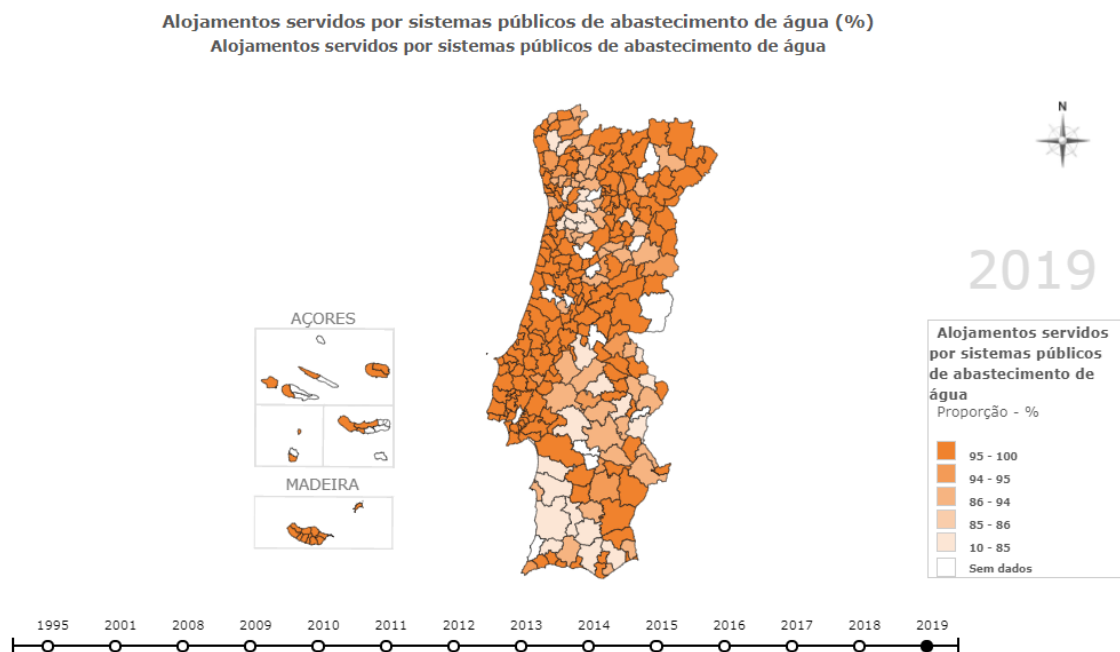 Alojamentos servidos por sistemas públicos de abastecimento de água (%)
Alojamentos servidos por sistemas públicos de abastecimento de água
N
2019
AÇORES
MADEIRA
Alojamentos servidos
por sistemas públicos
de abastecimento de
água
Proporção - %
95 - 100
94 - 95
86 - 94
85 - 86
10 - 85
Sem dados
1995 2001 2008 2009 2010 2011 2012 2013 2014 2015 2016 2017 2018 2019